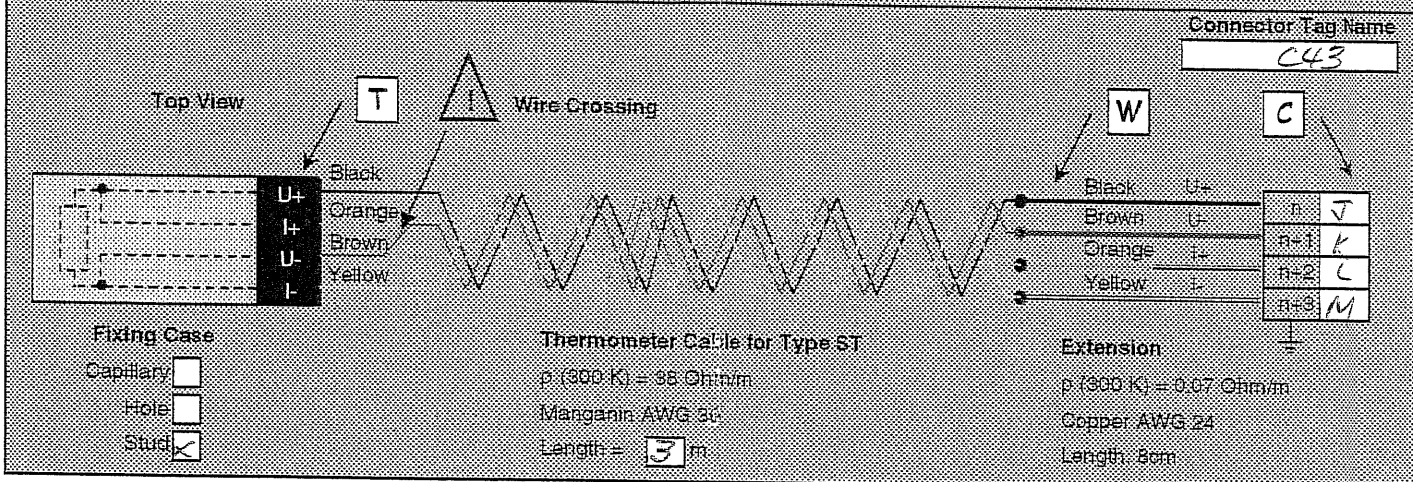 Connector Tag Name
C43
Top View
T
!
Wire Crossing
W
C
Black
U+
Orange
I+
Brown
U-
Yellow
I-
Black U+
Brown
Orange
Yellow
n J
n+1 K
n+2 L
n+3 M
Fixing Case
Capillary
Hole
Stud X
Thermometer Cable for Type ST
ρ (300 K) = 38 Ohm/m
Manganin AWG
Length = 3 m
Extension
ρ (300 K) = 0.07 Ohm/m
Copper AWG 24
Length: 8cm